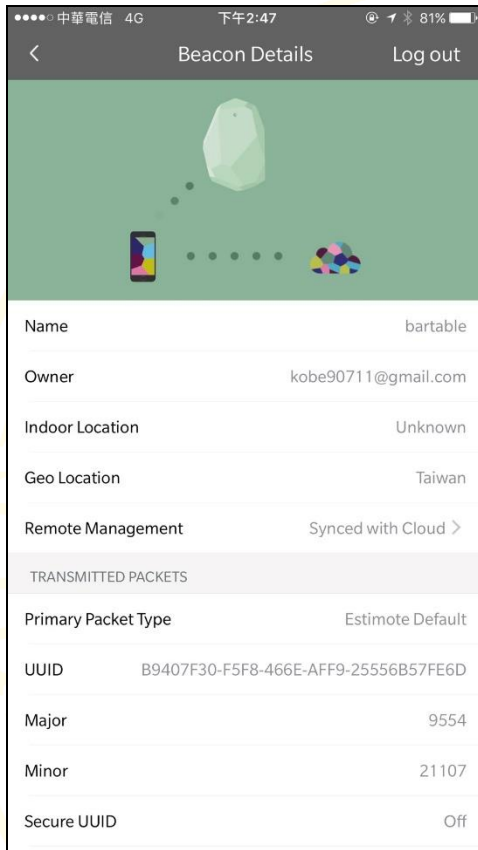 中華電信 4G 下午2:47 81%
Beacon Details Log out
Name bartable
Owner kobe90711@gmail.com
Indoor Location Unknown
Geo Location Taiwan
Remote Management Synced with Cloud >
TRANSMITTED PACKETS
Primary Packet Type Estimote Default
UUID B9407F30-F5F8-466E-AFF9-25556B57FE6D
Major 9554
Minor 21107
Secure UUID Off